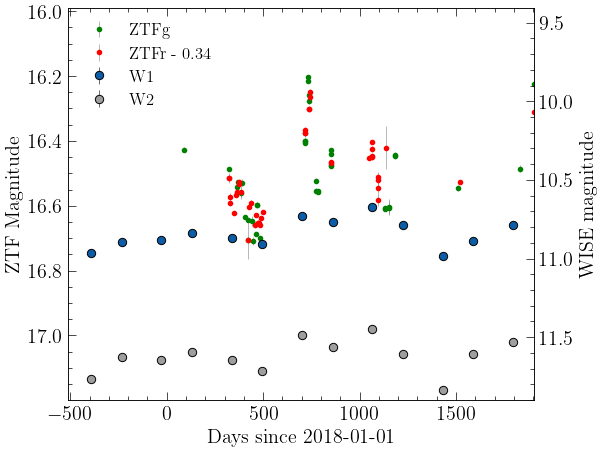 ZTFg
ZTFr - 0.34
W1
W2
16.0
16.2
16.4
16.6
16.8
17.0
ZTF Magnitude
9.5
10.0
10.5
11.0
11.5
WISE magnitude
−500
0
500
1000
1500
Days since 2018-01-01